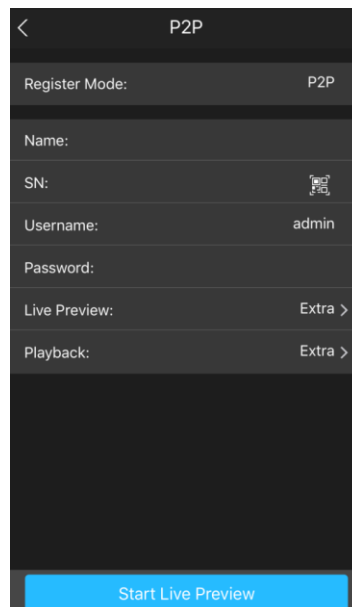 P2P
Register Mode: P2P
Name:
SN:
Username: admin
Password:
Live Preview: Extra >
Playback: Extra >
Start Live Preview